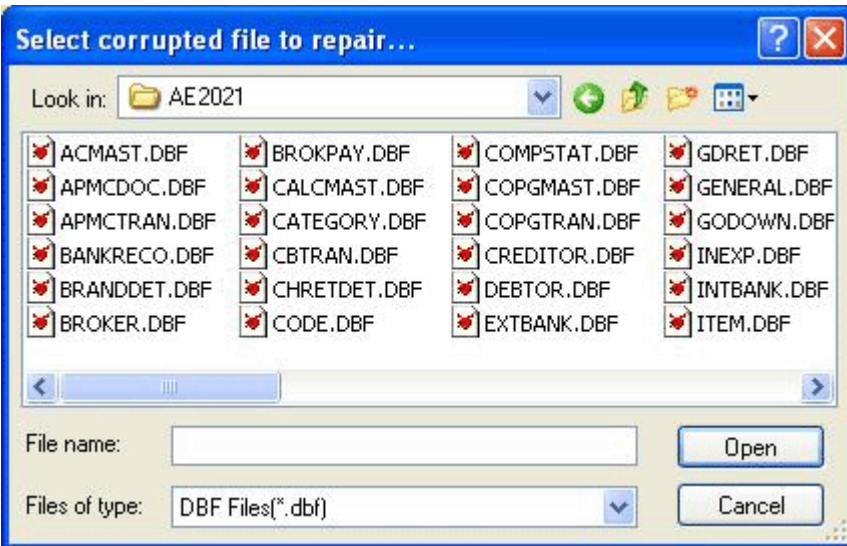 Select corrupted file to repair...
Look in: AE2021
ACMAST.DBF BROKPAY.DBF COMPSTAT.DBF GDRET.DBF
APMCDOC.DBF CALCMAST.DBF COPGMAST.DBF GENERAL.DBF
APMCTRAN.DBF CATEGORY.DBF COPGTRAN.DBF GODOWN.DBF
BANKRECO.DBF CBTRAN.DBF CREDITOR.DBF INEXP.DBF
BRANDDET.DBF CHRETDET.DBF DEBTOR.DBF INTBANK.DBF
BROKER.DBF CODE.DBF EXTBANK.DBF ITEM.DBF
File name: Open
Files of type: DBF Files(*.dbf) Cancel